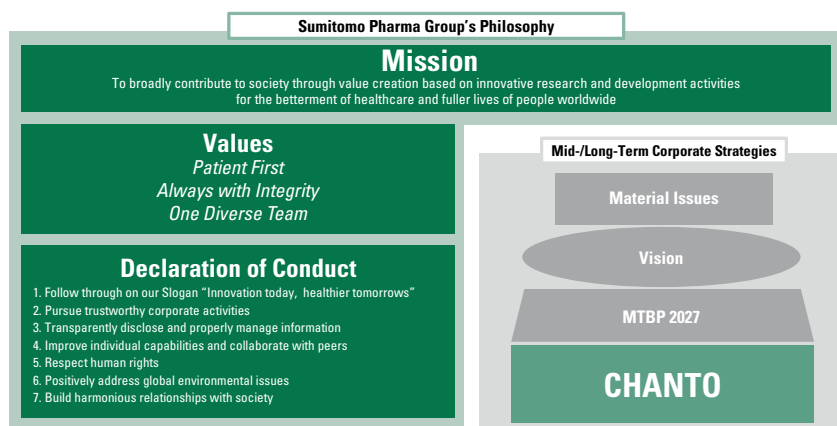 Sumitomo Pharma Group's Philosophy
Mission
To broadly contribute to society through value creation based on innovative research and development activities
for the betterment of healthcare and fuller lives of people worldwide
Values
Patient First
Always with Integrity
One Diverse Team
Declaration of Conduct
1. Follow through on our Slogan "Innovation today, healthier tomorrows"
2. Pursue trustworthy corporate activities
3. Transparently disclose and properly manage information
4. Improve individual capabilities and collaborate with peers
5. Respect human rights
6. Positively address global environmental issues
7. Build harmonious relationships with society
Mid-/Long-Term Corporate Strategies
Material Issues
Vision
MTBP 2027
CHANTO